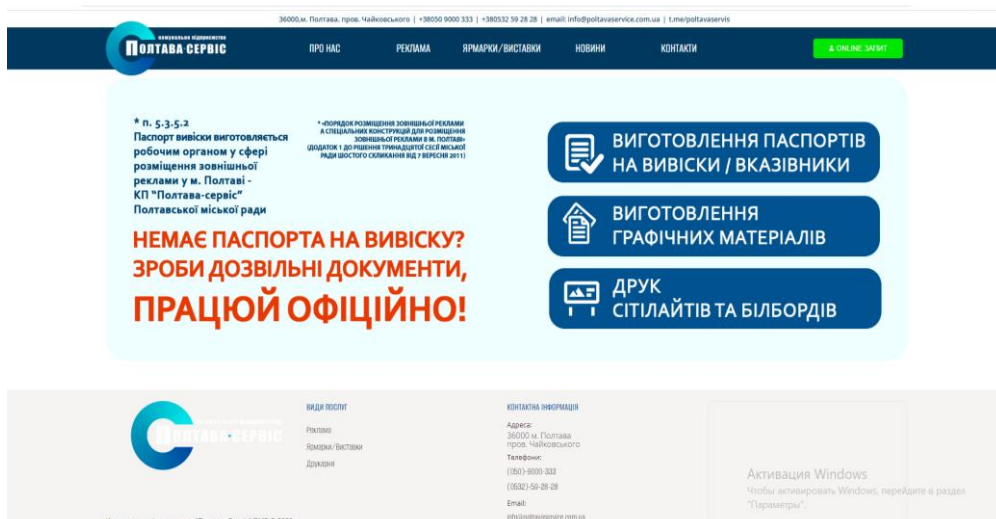 36000,м. Полтава, пров. Чайковського | +38050 9000 333 | +380532 59 28 28 | email: info@poltavaservice.com.ua | t.me/poltavaservis
комунальне підприємство
ПОЛТАВА-СЕРВІС
ПРО НАС
РЕКЛАМА
ЯРМАРКИ/ВИСТАВКИ
НОВИНИ
КОНТАКТИ
ONLINE ЗАПИТ
* п. 5.3.5.2
Паспорт вивіски виготовляється
робочим органом у сфері
розміщення зовнішньої
реклами у м. Полтаві -
КП "Полтава-сервіс"
Полтавської міської ради
* «ПОРЯДОК РОЗМІЩЕННЯ ЗОВНІШНЬОЇ РЕКЛАМИ
А СПЕЦІАЛЬНИХ КОНСТРУКЦІЙ ДЛЯ РОЗМІЩЕННЯ
ЗОВНІШНЬОЇ РЕКЛАМИ В М. ПОЛТАВІ»
(ДОДАТОК 1 ДО РІШЕННЯ ТРИНАДЦЯТОЇ СЕСІЇ МІСЬКОЇ
РАДИ ШОСТОГО СКЛИКАННЯ ВІД 7 ВЕРЕСНЯ 2011)
НЕМАЄ ПАСПОРТА НА ВИВІСКУ?
ЗРОБИ ДОЗВІЛЬНІ ДОКУМЕНТИ,
ПРАЦЮЙ ОФІЦІЙНО!
ВИГОТОВЛЕННЯ ПАСПОРТІВ
НА ВИВІСКИ / ВКАЗІВНИКИ
ВИГОТОВЛЕННЯ
ГРАФІЧНИХ МАТЕРІАЛІВ
ДРУК
СІТІЛАЙТІВ ТА БІЛБОРДІВ
ПОЛТАВА-СЕРВІС
ВИДИ ПОСЛУГ
Реклама
Ярмарки/Виставки
Друкарня
КОНТАКТНА ІНФОРМАЦІЯ
Адреса:
36000 м. Полтава
пров. Чайковського
Телефони:
(050)-9000-333
(0532)-59-28-28
Email:
info@poltavaservice.com.ua
Активация Windows
Чтобы активировать Windows, перейдите в раздел
"Параметры".